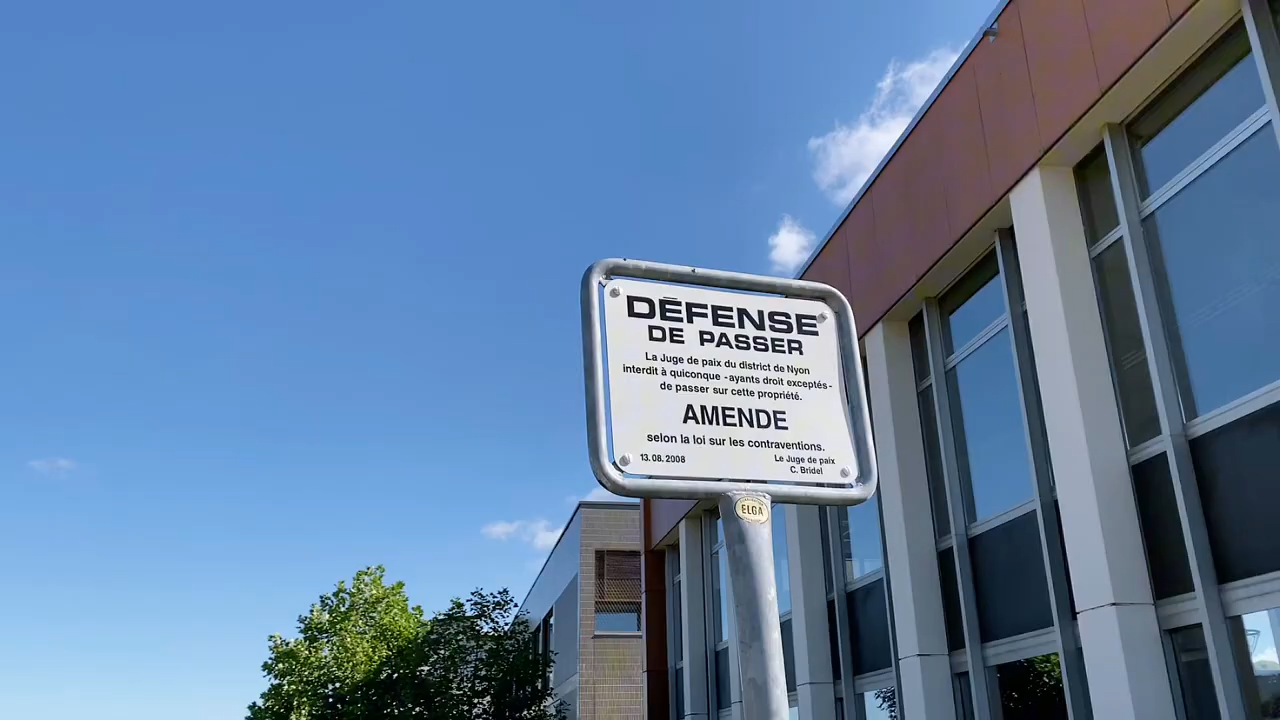 DÉFENSE
DE PASSER
La Juge de paix du district de Nyon
interdit à quiconque -ayants droit exceptés-
de passer sur cette propriété.
AMENDE
selon la loi sur les contraventions.
13.08.2008
Le Juge de paix
C. Bridel
ELGA